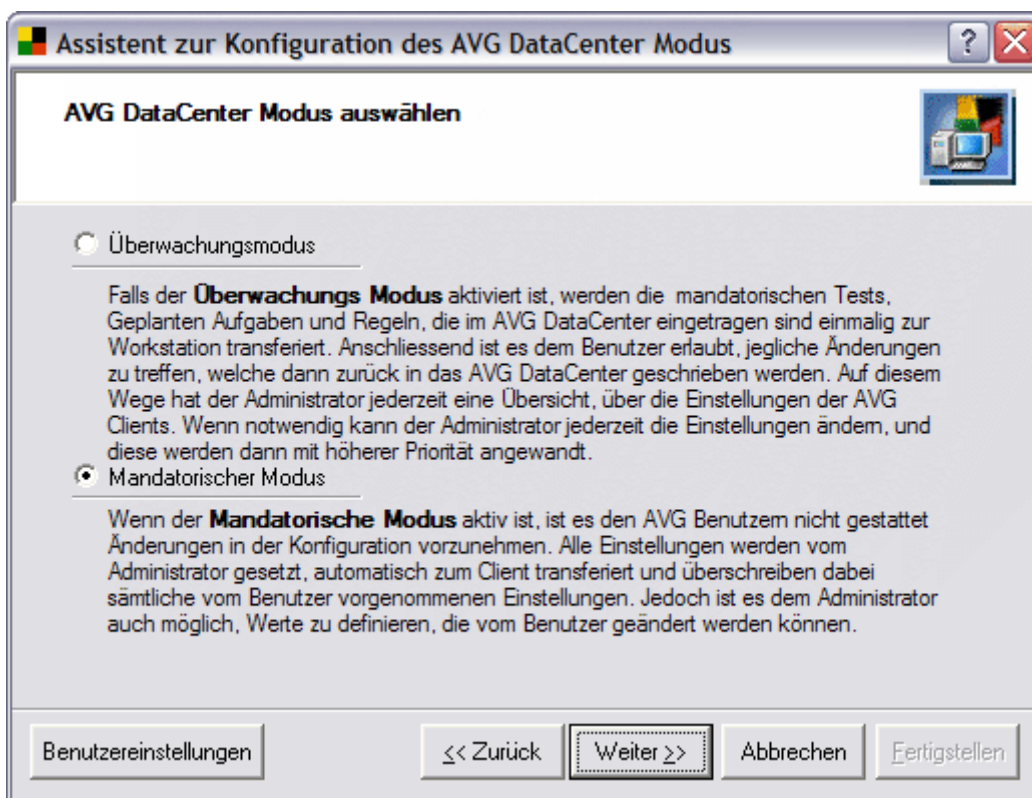 Assistent zur Konfiguration des AVG DataCenter Modus
?
AVG DataCenter Modus auswählen
Überwachungsmodus
Falls der Überwachungs Modus aktiviert ist, werden die mandatorischen Tests,
Geplanten Aufgaben und Regeln, die im AVG DataCenter eingetragen sind einmalig zur
Workstation transferiert. Anschliessend ist es dem Benutzer erlaubt, jegliche Änderungen
zu treffen, welche dann zurück in das AVG DataCenter geschrieben werden. Auf diesem
Wege hat der Administrator jederzeit eine Übersicht, über die Einstellungen der AVG
Clients. Wenn notwendig kann der Administrator jederzeit die Einstellungen ändern, und
diese werden dann mit höherer Priorität angewandt.
Mandatorischer Modus
Wenn der Mandatorische Modus aktiv ist, ist es den AVG Benutzern nicht gestattet
Änderungen in der Konfiguration vorzunehmen. Alle Einstellungen werden vom
Administrator gesetzt, automatisch zum Client transferiert und überschreiben dabei
sämtliche vom Benutzer vorgenommenen Einstellungen. Jedoch ist es dem Administrator
auch möglich, Werte zu definieren, die vom Benutzer geändert werden können.
Benutzereinstellungen
<< Zurück
Weiter >>
Abbrechen
Fertigstellen